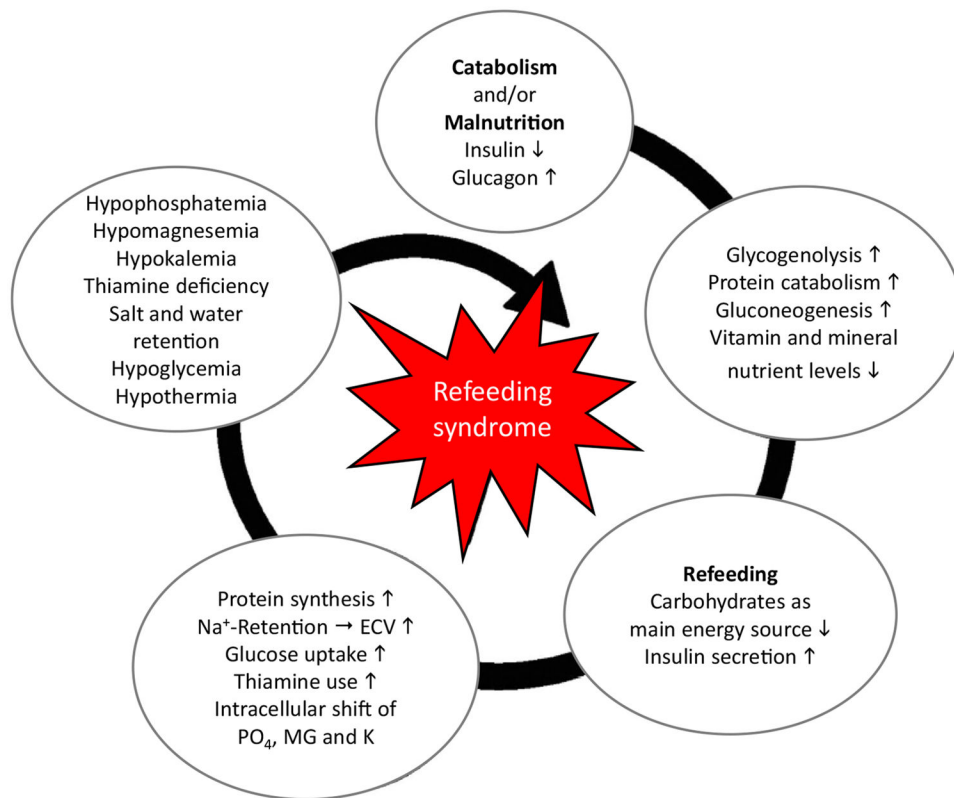 Catabolism
and/or
Malnutrition
Insulin ↓
Glucagon ↑
Glycogenolysis ↑
Protein catabolism ↑
Gluconeogenesis ↑
Vitamin and mineral
nutrient levels ↓
Refeeding
Carbohydrates as
main energy source ↓
Insulin secretion ↑
Protein synthesis ↑
Na⁺-Retention → ECV ↑
Glucose uptake ↑
Thiamine use ↑
Intracellular shift of
PO₄, MG and K
Hypophosphatemia
Hypomagnesemia
Hypokalemia
Thiamine deficiency
Salt and water
retention
Hypoglycemia
Hypothermia
Refeeding
syndrome